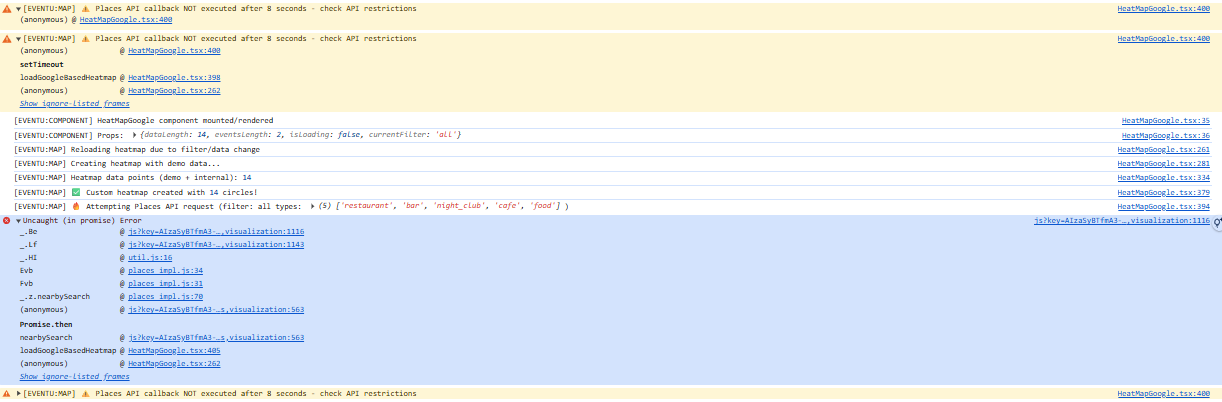 [EVENTU:MAP] ⚠️ Places API callback NOT executed after 8 seconds - check API restrictions HeatMapGoogle.tsx:400
(anonymous) @ HeatMapGoogle.tsx:400
[EVENTU:MAP] ⚠️ Places API callback NOT executed after 8 seconds - check API restrictions HeatMapGoogle.tsx:400
(anonymous) @ HeatMapGoogle.tsx:400
setTimeout
loadGoogleBasedHeatmap @ HeatMapGoogle.tsx:398
(anonymous) @ HeatMapGoogle.tsx:262
Show ignore-listed frames
[EVENTU:COMPONENT] HeatMapGoogle component mounted/rendered HeatMapGoogle.tsx:35
[EVENTU:COMPONENT] Props: ▶ {dataLength: 14, eventsLength: 2, isLoading: false, currentFilter: 'all'} HeatMapGoogle.tsx:36
[EVENTU:MAP] Reloading heatmap due to filter/data change HeatMapGoogle.tsx:261
[EVENTU:MAP] Creating heatmap with demo data... HeatMapGoogle.tsx:281
[EVENTU:MAP] Heatmap data points (demo + internal): 14 HeatMapGoogle.tsx:334
[EVENTU:MAP] ✅ Custom heatmap created with 14 circles! HeatMapGoogle.tsx:379
[EVENTU:MAP] 🔥 Attempting Places API request (filter: all types: ▶ (5) ['restaurant', 'bar', 'night_club', 'cafe', 'food'] ) HeatMapGoogle.tsx:394
Uncaught (in promise) Error js?key=AIzaSyBTfmA3-…,visualization:1116
_.Be @ js?key=AIzaSyBTfmA3-…,visualization:1116
_.Lf @ js?key=AIzaSyBTfmA3-…,visualization:1143
_.HI @ util.js:16
Evb @ places_impl.js:34
Fvb @ places_impl.js:31
_.z.nearbySearch @ places_impl.js:70
(anonymous) @ js?key=AIzaSyBTfmA3-…s,visualization:563
Promise.then
nearbySearch @ js?key=AIzaSyBTfmA3-…s,visualization:563
loadGoogleBasedHeatmap @ HeatMapGoogle.tsx:405
(anonymous) @ HeatMapGoogle.tsx:262
Show ignore-listed frames
[EVENTU:MAP] ⚠️ Places API callback NOT executed after 8 seconds - check API restrictions HeatMapGoogle.tsx:400